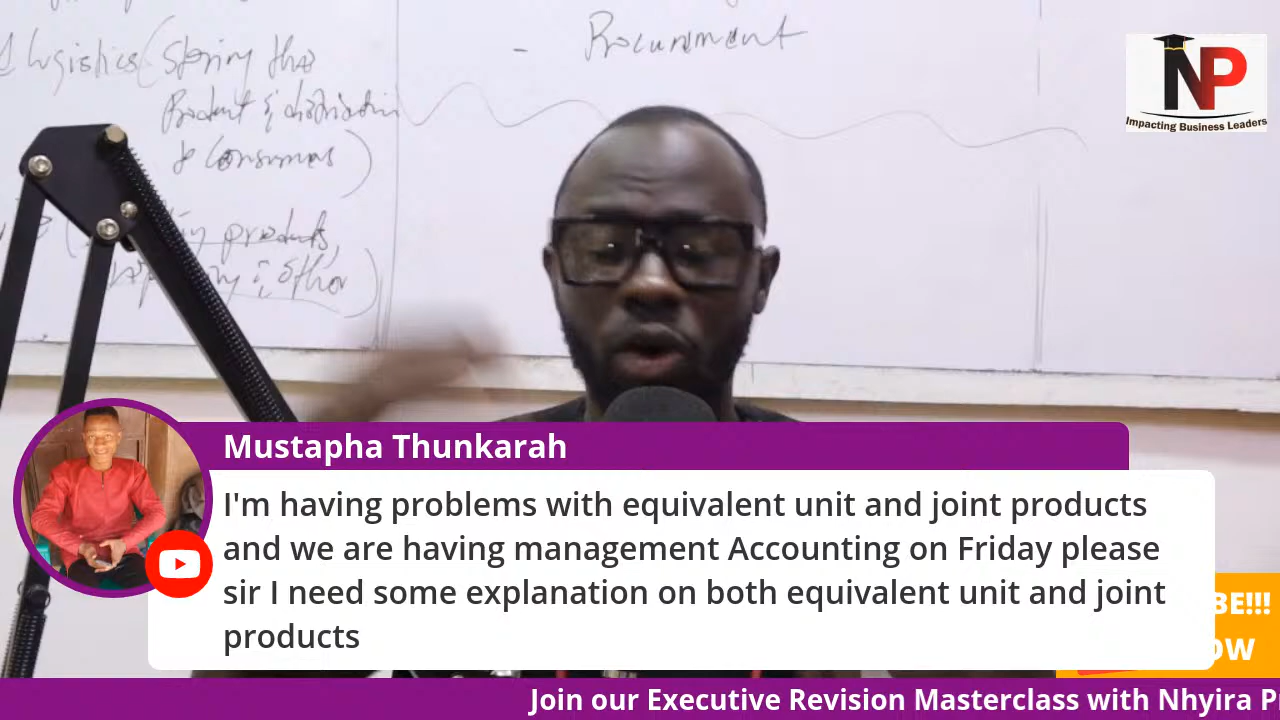 Procurement
Logistics (Storing the
Product &
to Consumers)
products,
& other)
NP
Impacting Business Leaders
Mustapha Thunkarah
I'm having problems with equivalent unit and joint products
and we are having management Accounting on Friday please
sir I need some explanation on both equivalent unit and joint
products
BE!!!
OW
Join our Executive Revision Masterclass with Nhyira P